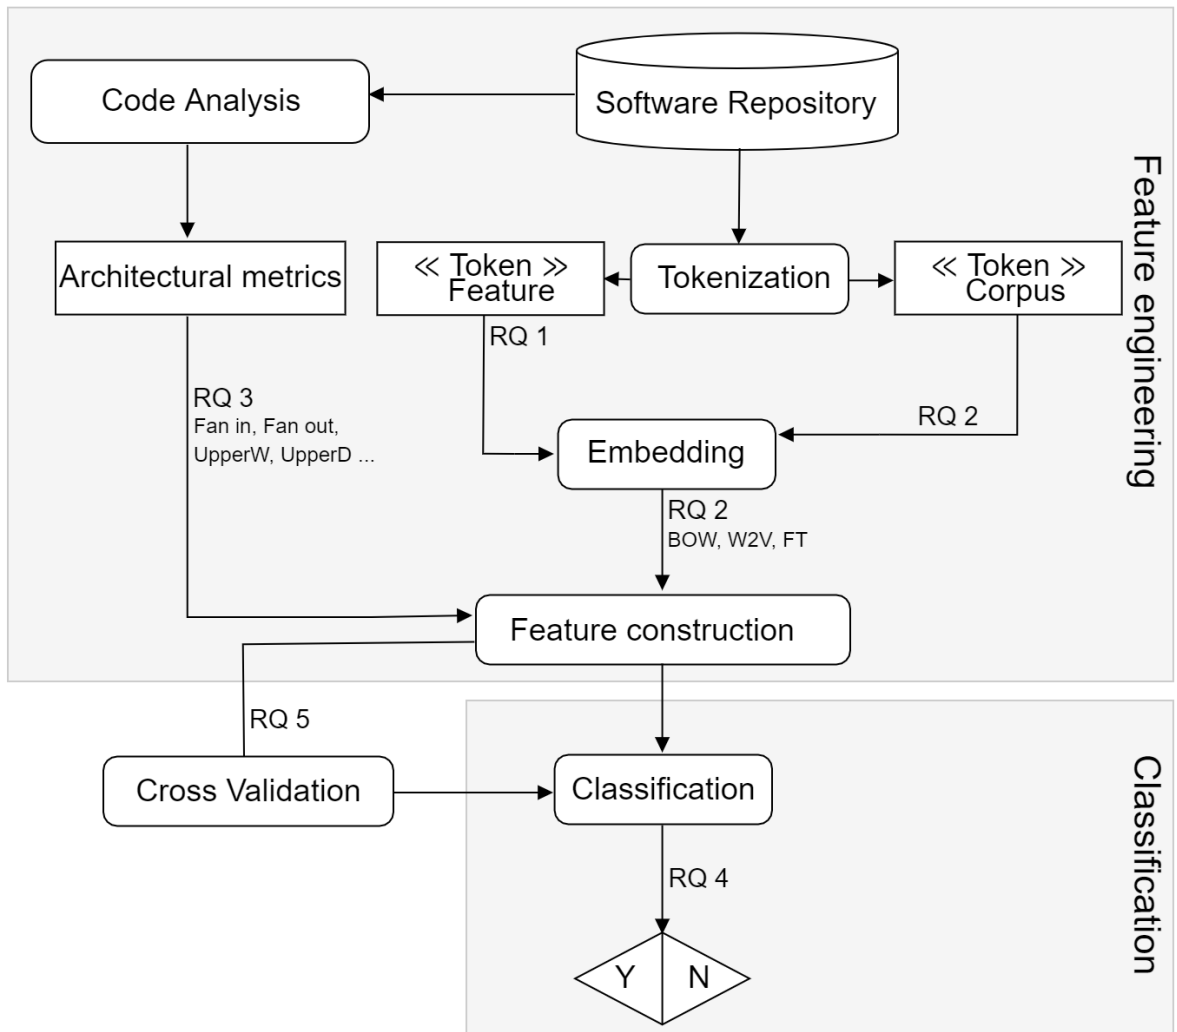 Code Analysis
Software Repository
Feature engineering
Architectural metrics
≪ Token ≫
Feature
Tokenization
≪ Token ≫
Corpus
RQ 1
RQ 3
Fan in, Fan out,
UpperW, UpperD ...
RQ 2
Embedding
RQ 2
BOW, W2V, FT
Feature construction
RQ 5
Cross Validation
Classification
Classification
RQ 4
Y
N